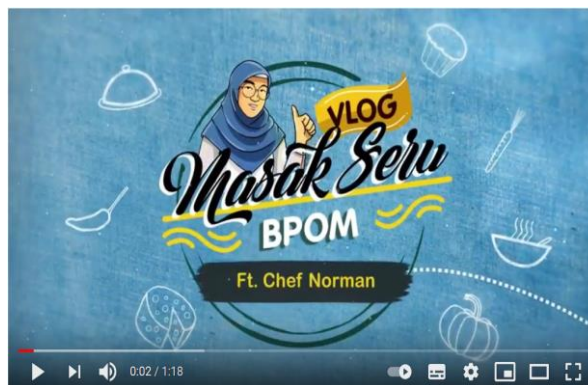 VLOG
Masak Seru
BPOM
Ft. Chef Norman
0:02 / 1:18